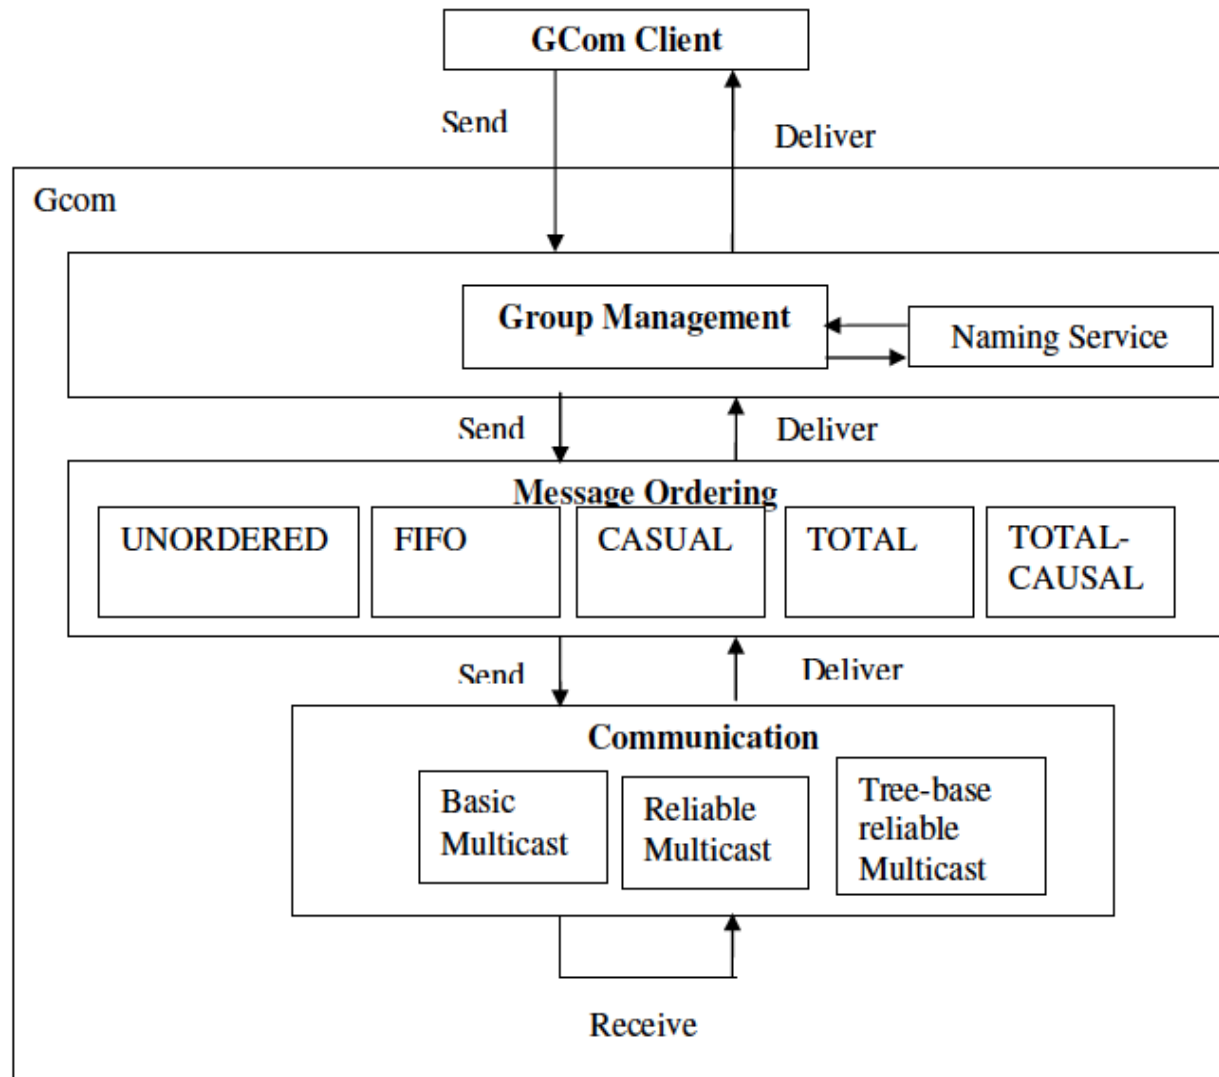 GCom Client
Send
Deliver
Gcom
Group Management
Naming Service
Send
Deliver
Message Ordering
UNORDERED
FIFO
CASUAL
TOTAL
TOTAL-
CAUSAL
Send
Deliver
Communication
Basic
Multicast
Reliable
Multicast
Tree-base
reliable
Multicast
Receive